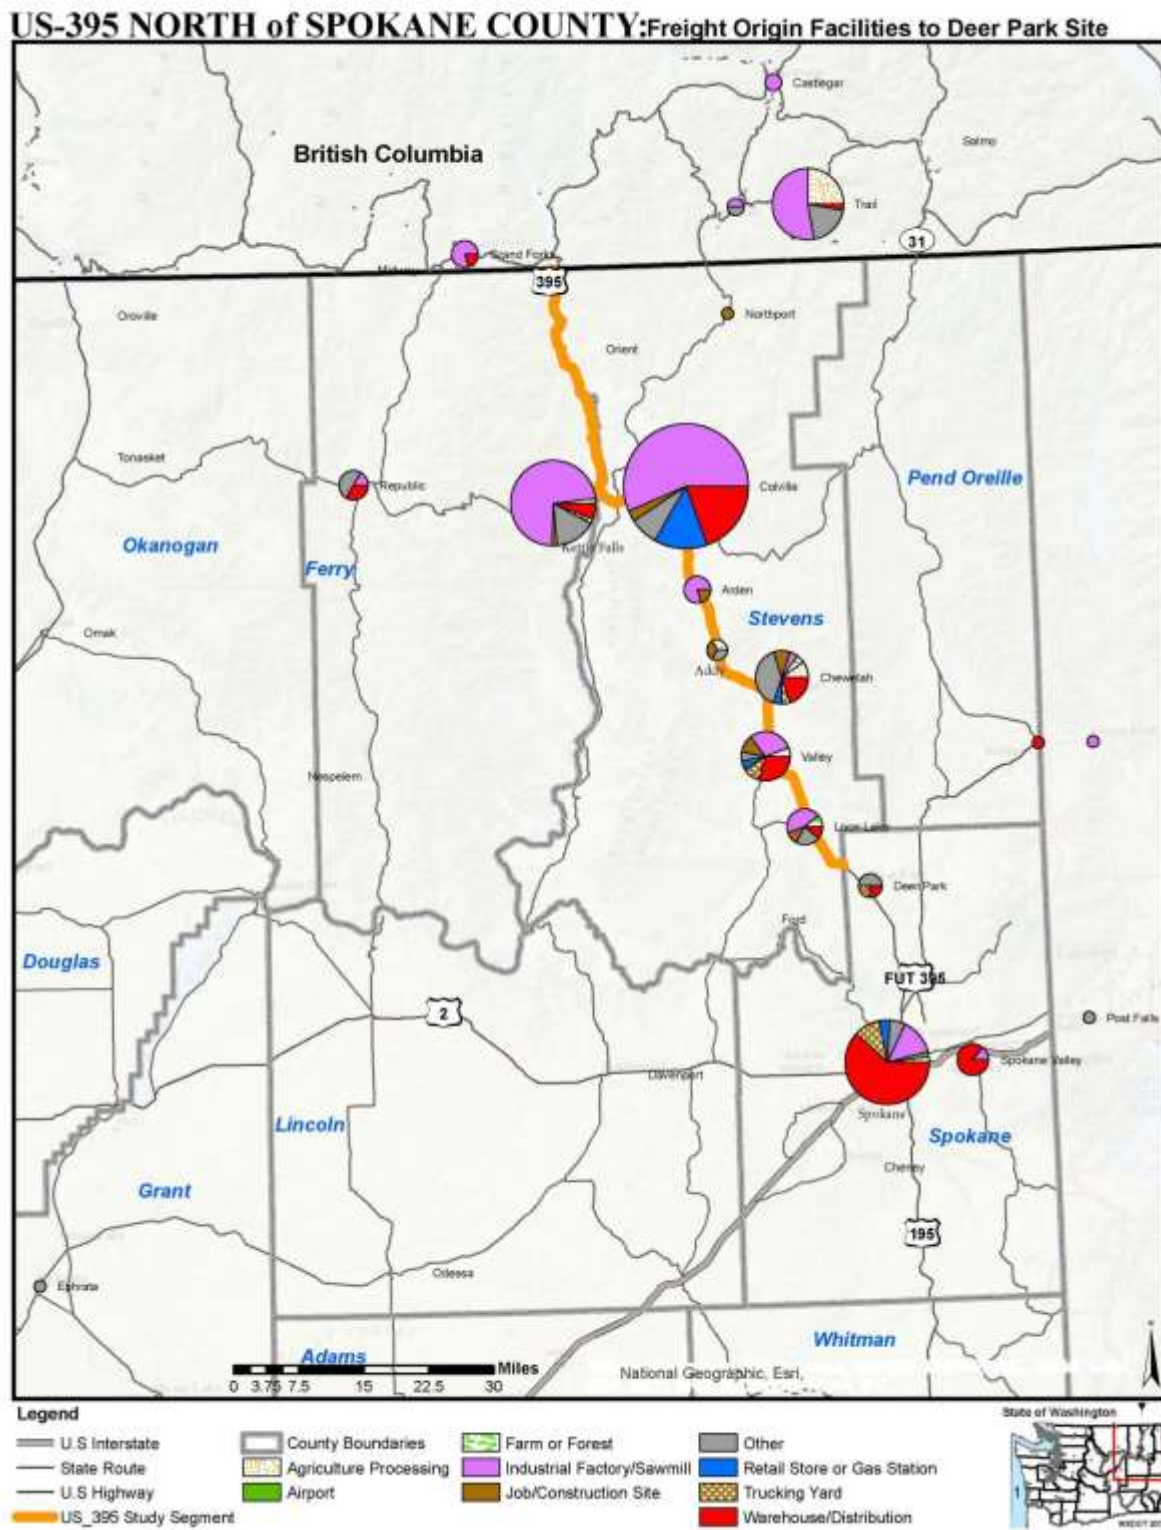 US-395 NORTH of SPOKANE COUNTY:Freight Origin Facilities to Deer Park Site
Castlegar
Salmo
British Columbia
Trail
31
Grand Forks
395
Oroville
Northport
Orient
Tonasket
Republic
Colville
Pend Oreille
Okanogan
Kettle Falls
Ferry
Arden
Stevens
Omak
Addy
Chewelah
Valley
Nespelem
Loon Lake
Deer Park
Ford
Douglas
FUT 395
2
Post Falls
Spokane Valley
Davenport
Spokane
Lincoln
Spokane
Cheney
Grant
195
Odessa
Ephrata
Whitman
Adams
Miles
National Geographic, Esri,
0 3.75 7.5 15 22.5 30
Legend
State of Washington
U.S Interstate
County Boundaries
Farm or Forest
Other
State Route
Agriculture Processing
Industrial Factory/Sawmill
Retail Store or Gas Station
U.S Highway
Airport
Job/Construction Site
Trucking Yard
US_395 Study Segment
Warehouse/Distribution